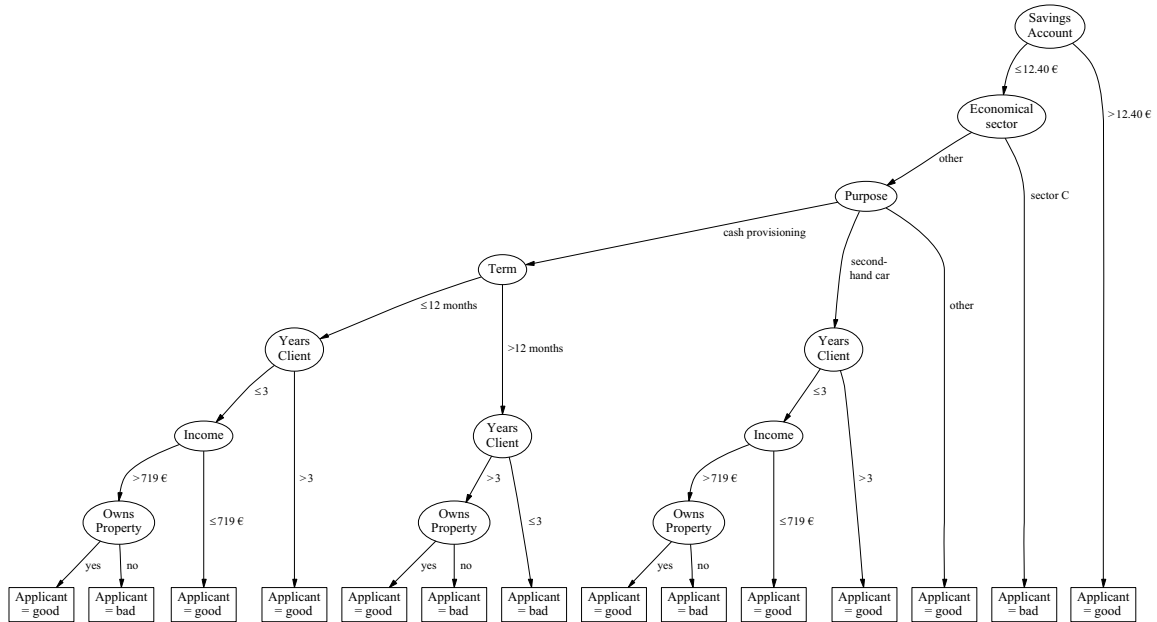 Savings
Account
≤12.40 €
>12.40 €
Economical
sector
other
sector C
Purpose
cash provisioning
second-
hand car
other
Term
≤12 months
>12 months
Years
Client
≤3
>3
Years
Client
≤3
>3
Income
>719 €
≤719 €
Years
Client
>3
≤3
Income
>719 €
≤719 €
Owns
Property
yes
no
Owns
Property
yes
no
Owns
Property
yes
no
Applicant
= good
Applicant
= bad
Applicant
= good
Applicant
= good
Applicant
= good
Applicant
= bad
Applicant
= bad
Applicant
= good
Applicant
= bad
Applicant
= good
Applicant
= good
Applicant
= good
Applicant
= bad
Applicant
= good